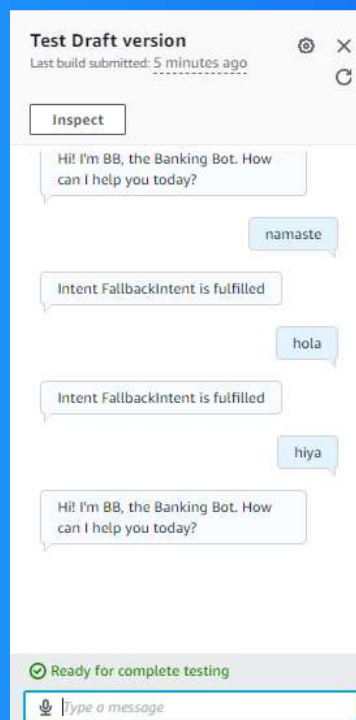 Test Draft version
Last build submitted: 5 minutes ago
Inspect
Hi! I'm BB, the Banking Bot. How
can I help you today?
namaste
Intent FallbackIntent is fulfilled
hola
Intent FallbackIntent is fulfilled
hiya
Hi! I'm BB, the Banking Bot. How
can I help you today?
Ready for complete testing
Type a message